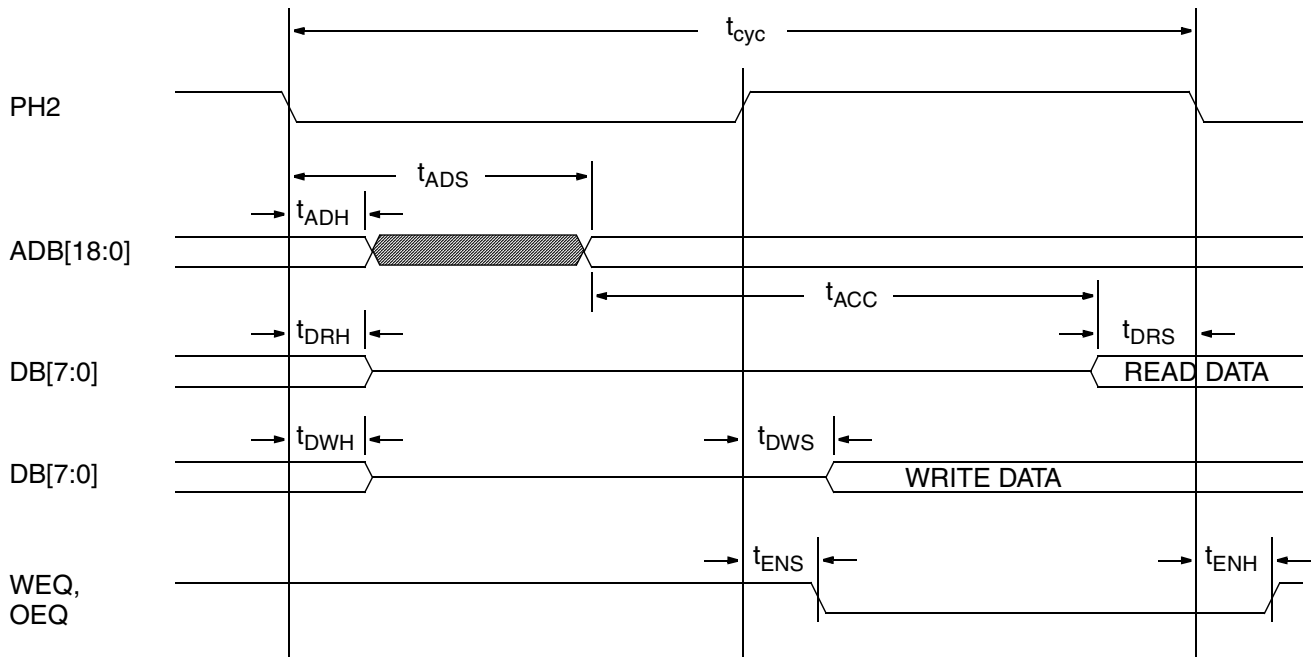 tcyc
PH2
tADS
tADH
ADB[18:0]
tACC
tDRH
tDRS
DB[7:0]
READ DATA
tDWH
tDWS
DB[7:0]
WRITE DATA
tENS
tENH
WEQ,
OEQ